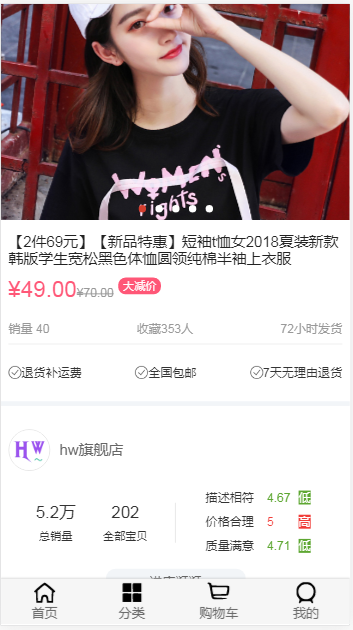 WOMEN's
rights
【2件69元】【新品特惠】短袖t恤女2018夏装新款
韩版学生宽松黑色体恤圆领纯棉半袖上衣服
¥49.00 ¥70.00 大减价
销量 40 收藏353人 72小时发货
退货补运费 全国包邮 7天无理由退货
HW hw旗舰店
5.2万 202
总销量 全部宝贝
描述相符 4.67 低
价格合理 5 高
质量满意 4.71 低
首页 分类 购物车 我的